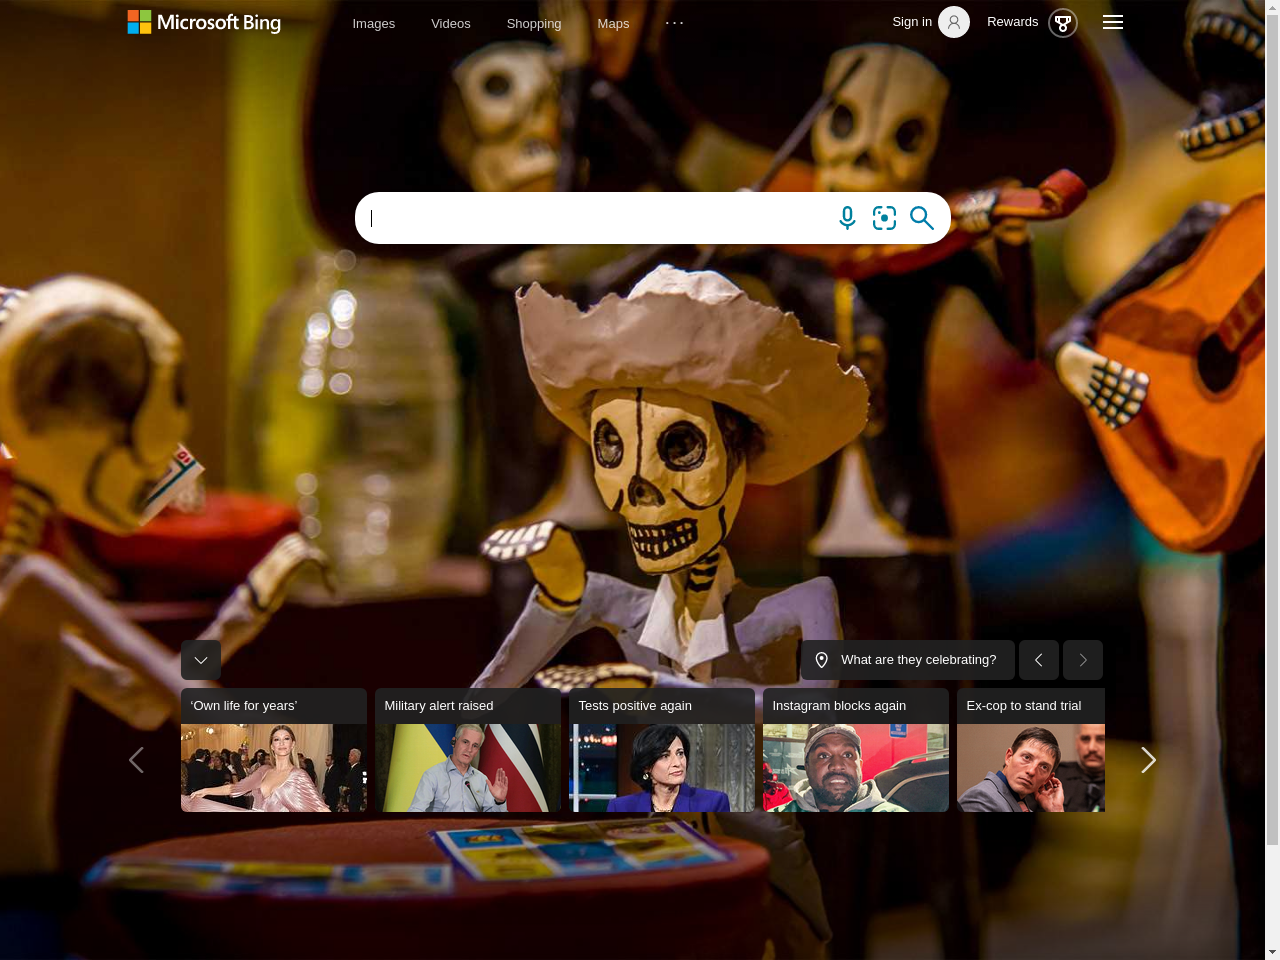 Microsoft Bing
Images
Videos
Shopping
Maps
...
Sign in
Rewards
What are they celebrating?
‘Own life for years’
Military alert raised
Tests positive again
Instagram blocks again
Ex-cop to stand trial